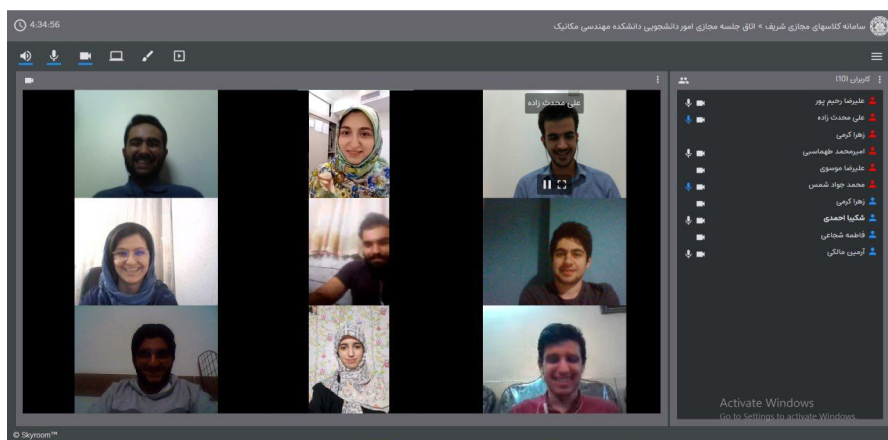 4:34:56
سامانه کلاسهای مجازی شریف » اتاق جلسه مجازی امور دانشجویی دانشکده مهندسی مکانیک
کاربران (10)
علی محدث زاده
علیرضا رحیم پور
علی محدث زاده
زهرا کرمی
امیرمحمد طهماسبی
علیرضا موسوی
محمد جواد شمس
زهرا کرمی
شکیبا احمدی
فاطمه شجاعی
آرمین مالکی
Activate Windows
Go to Settings to activate Windows.
© Skyroom™